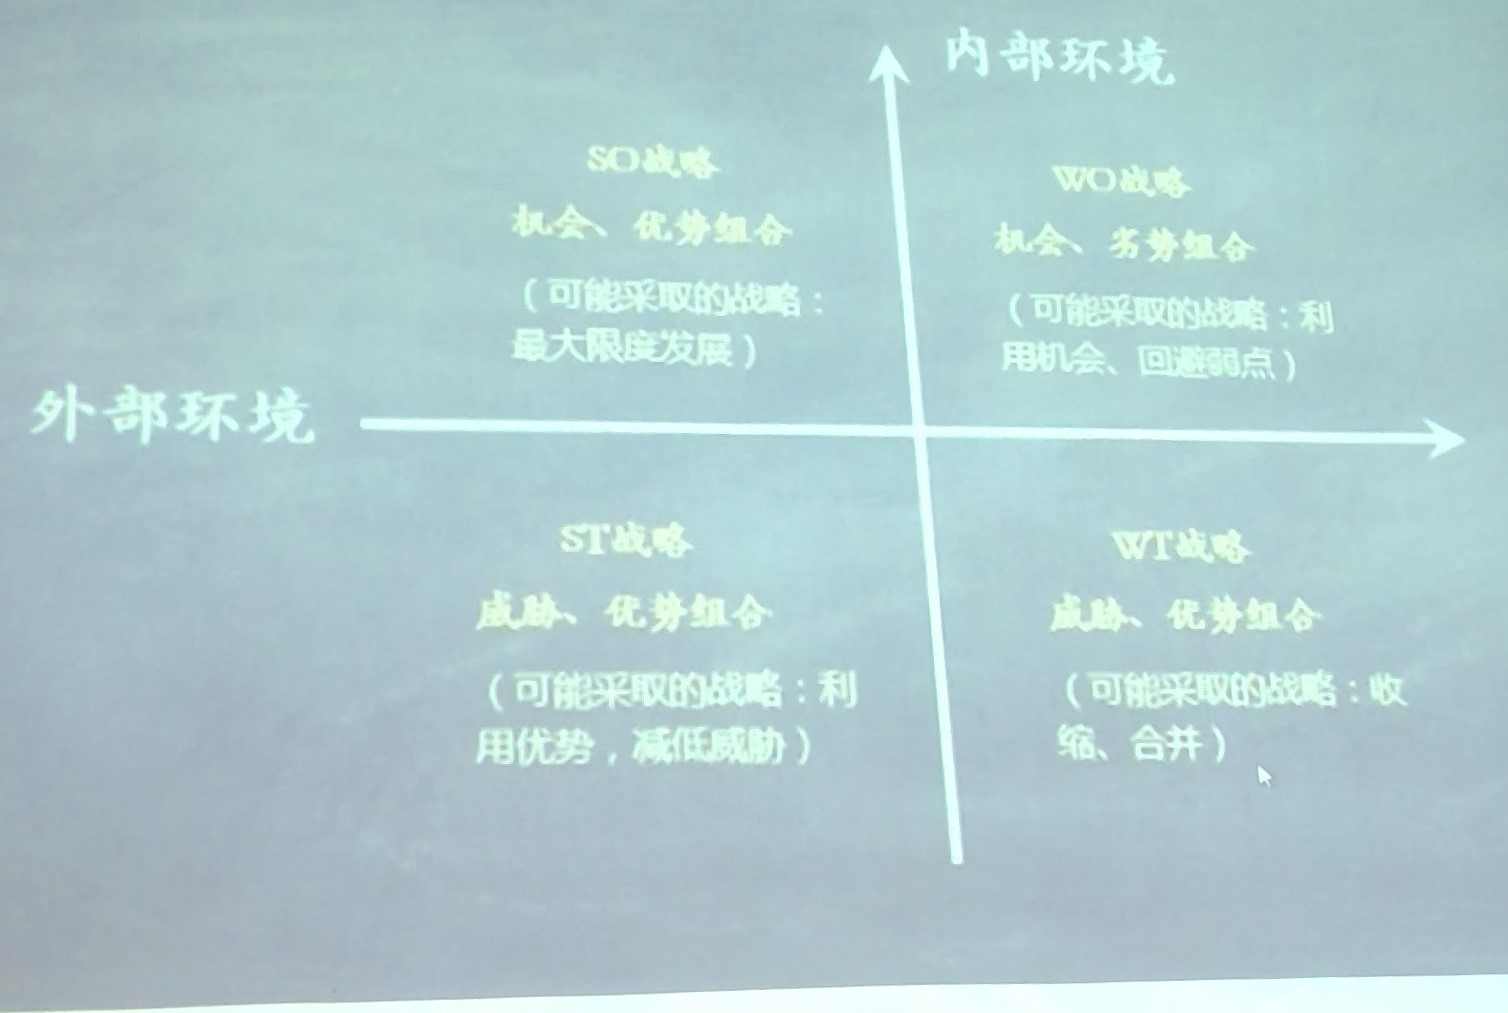 内部环境
SO战略
机会、优势组合
（可能采取的战略：
最大限度发展）
WO战略
机会、劣势组合
（可能采取的战略：利
用机会、回避弱点）
外部环境
ST战略
威胁、优势组合
（可能采取的战略：利
用优势，减低威胁）
WT战略
威胁、优势组合
（可能采取的战略：收
缩、合并）